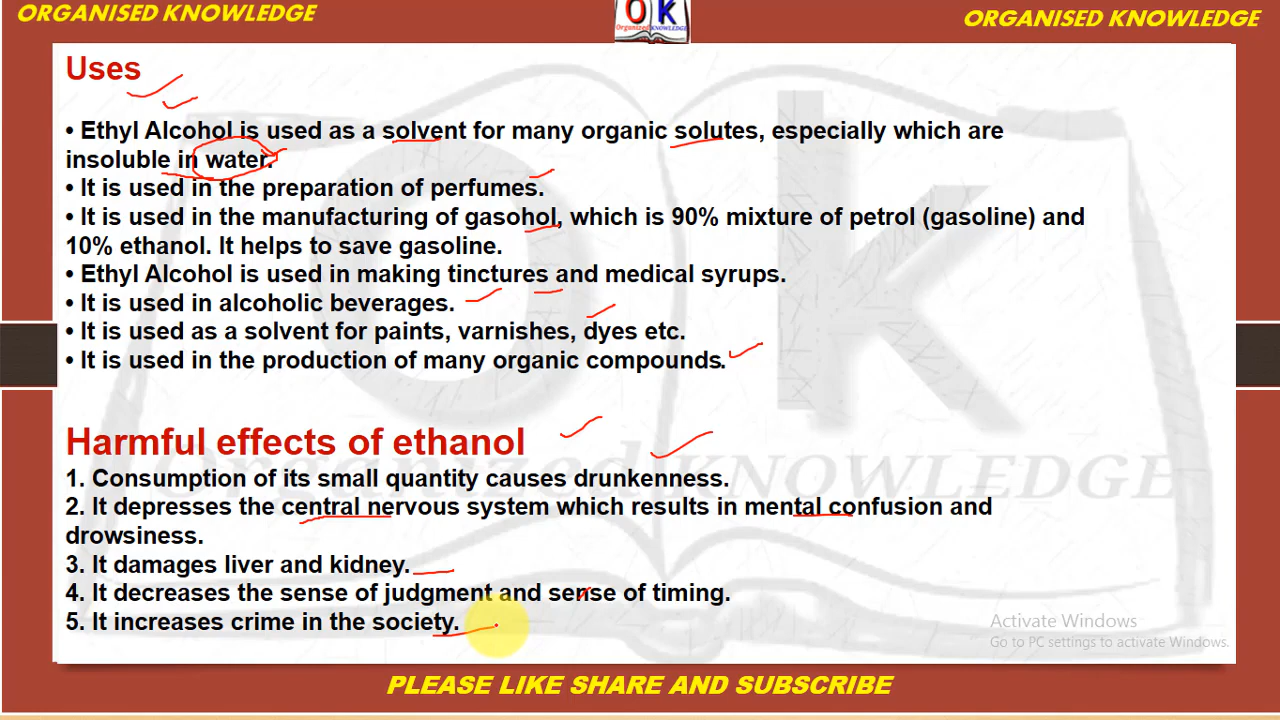 ORGANISED KNOWLEDGE
OK
ORGANISED KNOWLEDGE
Organized KNOWLEDGE
Uses
• Ethyl Alcohol is used as a solvent for many organic solutes, especially which are
insoluble in water.
• It is used in the preparation of perfumes.
• It is used in the manufacturing of gasohol, which is 90% mixture of petrol (gasoline) and
10% ethanol. It helps to save gasoline.
• Ethyl Alcohol is used in making tinctures and medical syrups.
• It is used in alcoholic beverages.
• It is used as a solvent for paints, varnishes, dyes etc.
• It is used in the production of many organic compounds.
Harmful effects of ethanol
Organized KNOWLEDGE
1. Consumption of its small quantity causes drunkenness.
2. It depresses the central nervous system which results in mental confusion and
drowsiness.
3. It damages liver and kidney.
4. It decreases the sense of judgment and sense of timing.
5. It increases crime in the society.
Activate Windows
Go to PC settings to activate Windows.
PLEASE LIKE SHARE AND SUBSCRIBE